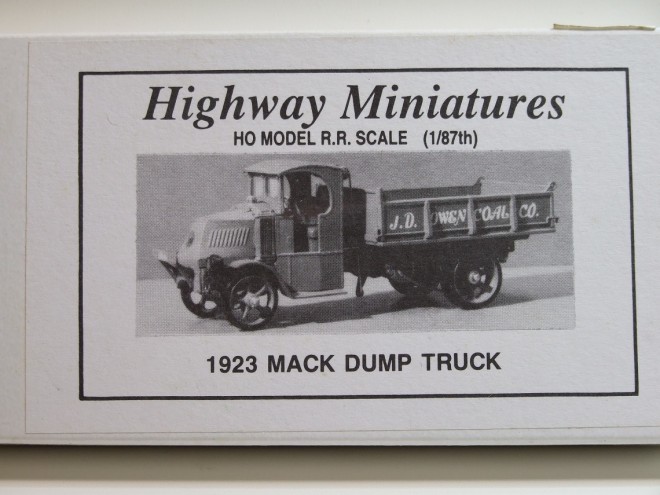 Highway Miniatures
HO MODEL R.R. SCALE (1/87th)
J.D. OWEN COAL CO.
1923 MACK DUMP TRUCK